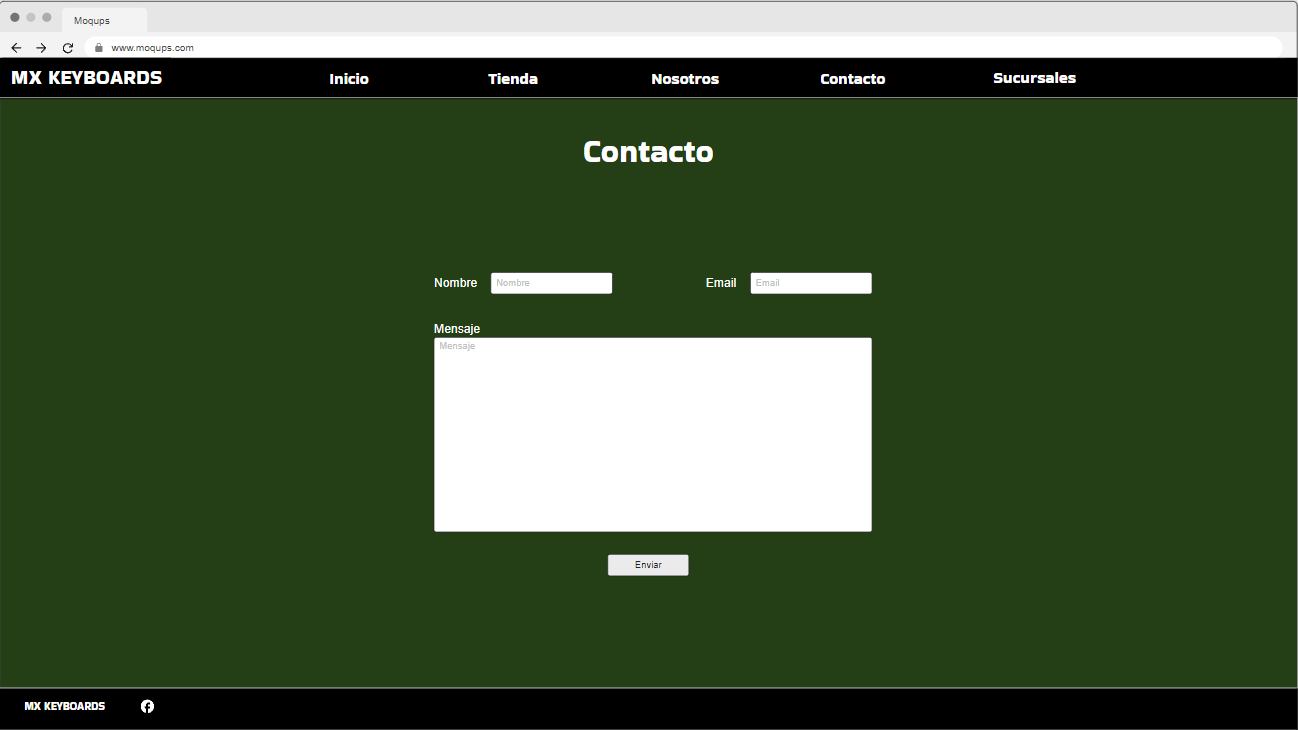 Moqups
www.moqups.com
MX KEYBOARDS Inicio Tienda Nosotros Contacto Sucursales
Contacto
Nombre Nombre Email Email
Mensaje
Mensaje
Enviar
MX KEYBOARDS